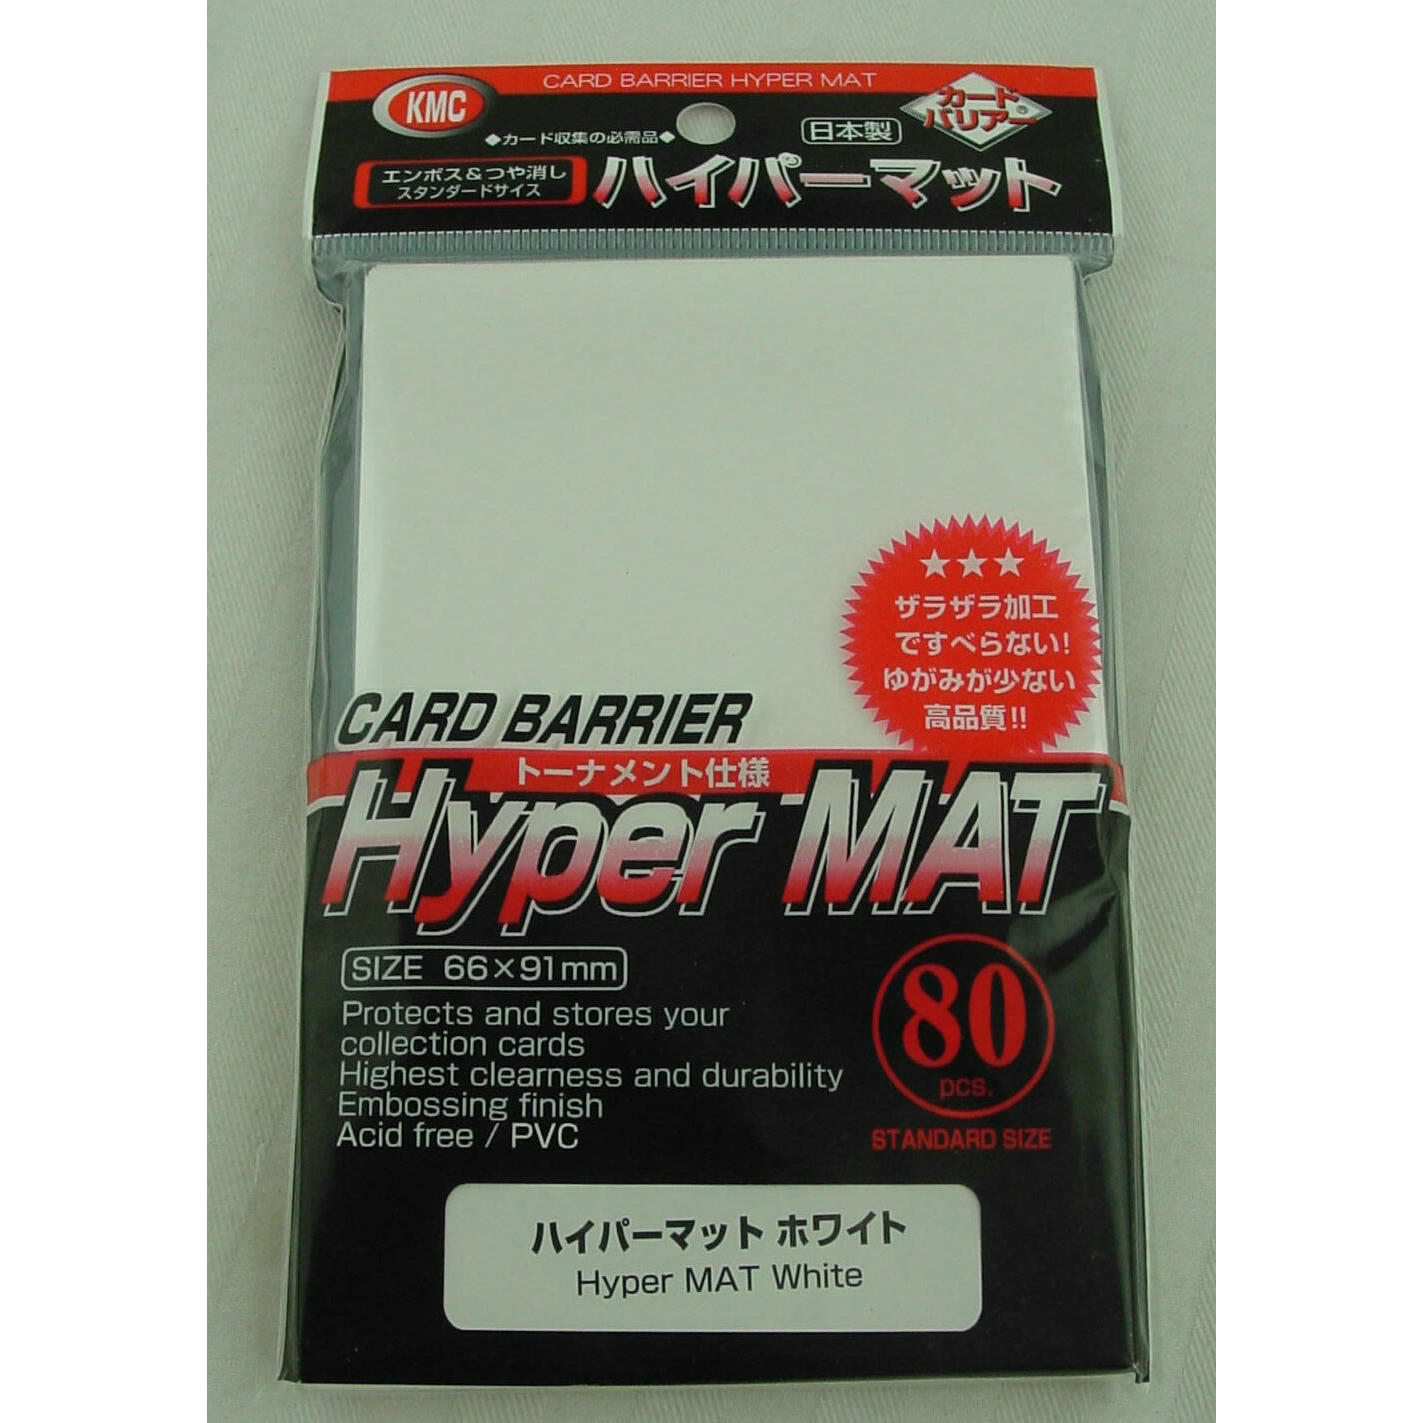 CARD BARRIER HYPER MAT
KMC
カード
バリアー®
◆カード収集の必需品◆
日本製
エンボス&つや消し
スタンダードサイズ
ハイパーマット
★★★
ザラザラ加工
ですべらない!
ゆがみが少ない
高品質!!
CARD BARRIER
トーナメント仕様
Hyper MAT
SIZE 66×91mm
Protects and stores your
collection cards
Highest clearness and durability
Embossing finish
Acid free / PVC
80
pcs.
STANDARD SIZE
ハイパーマット ホワイト
Hyper MAT White